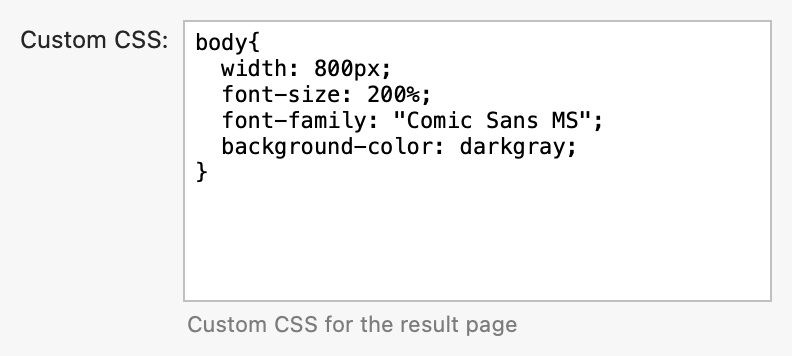 Custom CSS:
body{
  width: 800px;
  font-size: 200%;
  font-family: "Comic Sans MS";
  background-color: darkgray;
}
Custom CSS for the result page